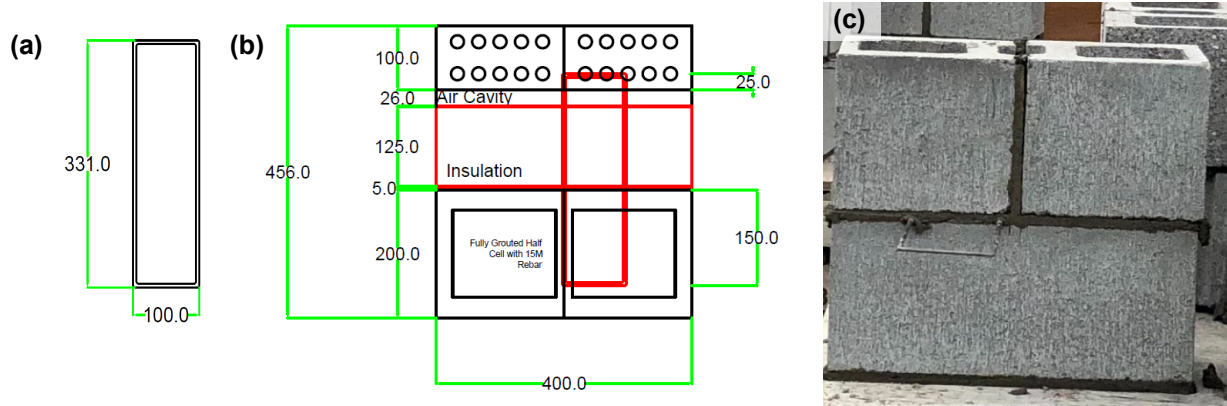 (a)
331.0
100.0
(b)
456.0
100.0
26.0
125.0
5.0
200.0
Air Cavity
Insulation
Fully Grouted Half
Cell with 15M
Rebar
25.0
150.0
400.0
(c)